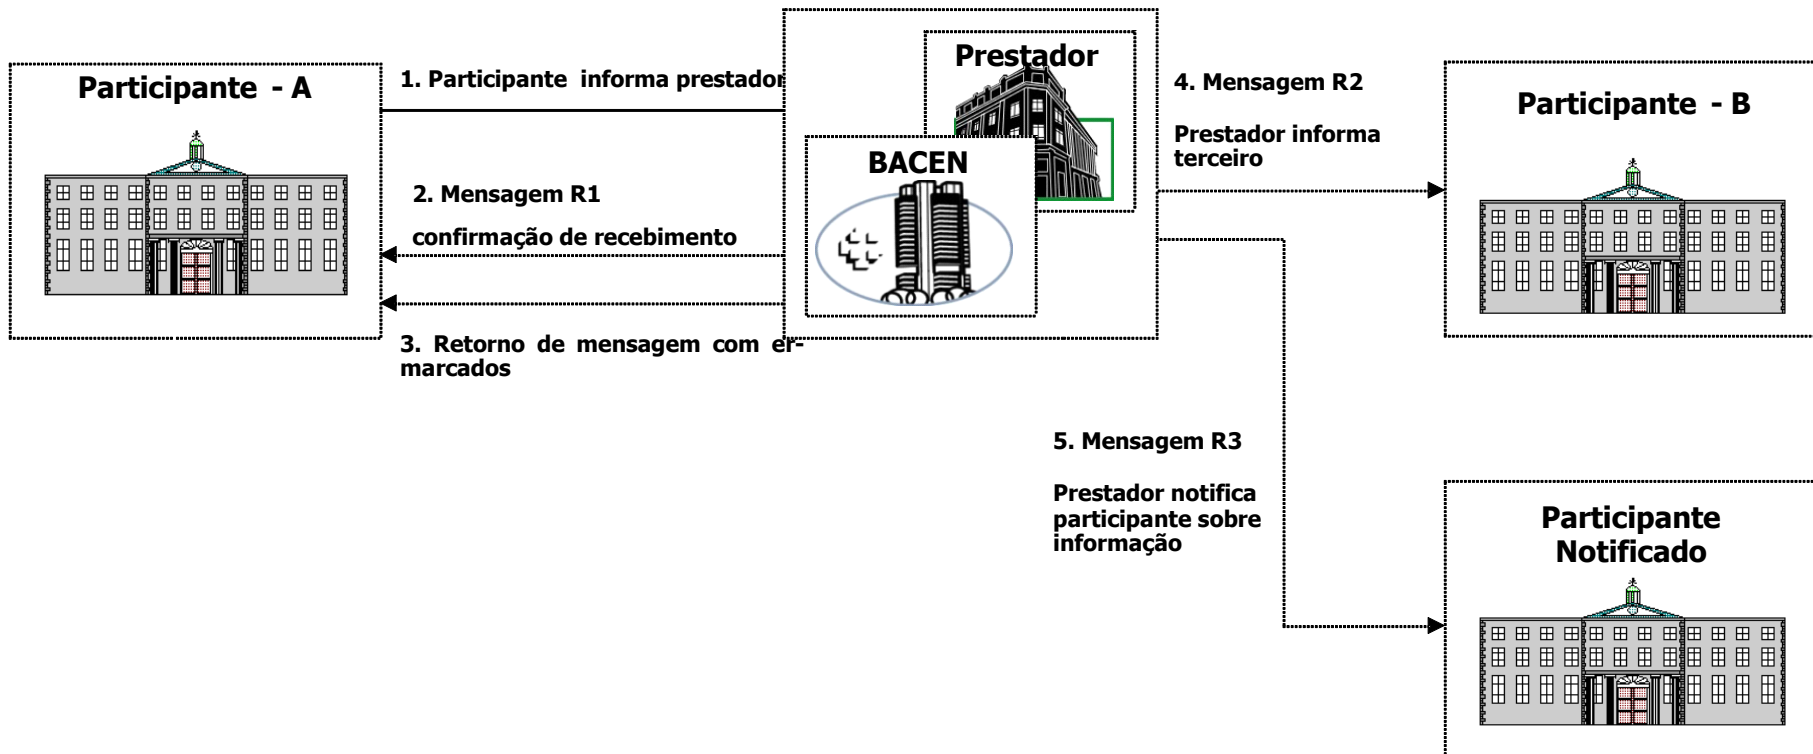 Participante - A
1. Participante informa prestador
2. Mensagem R1
confirmação de recebimento
3. Retorno de mensagem com er-
marcados
Prestador
BACEN
4. Mensagem R2
Prestador informa
terceiro
Participante - B
5. Mensagem R3
Prestador notifica
participante sobre
informação
Participante
Notificado